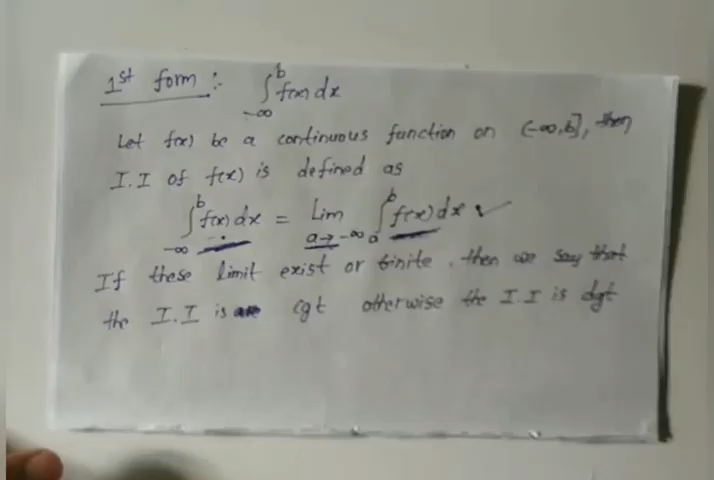 1st form :- ∫_{-∞}^{b} f(x) dx
Let f(x) be a continuous function on (-∞,b], then
I.I of f(x) is defined as
∫_{-∞}^{b} f(x) dx = Lim_{a→-∞} ∫_{a}^{b} f(x) dx ✓
If these limit exist or finite . then we say that
the I.I is cgt otherwise the I.I is dgt